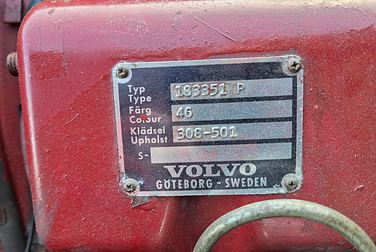 Typ
Type 183351 P
Färg
Colour 46
Klädsel
Upholst 308-501
S-
VOLVO
GÖTEBORG - SWEDEN